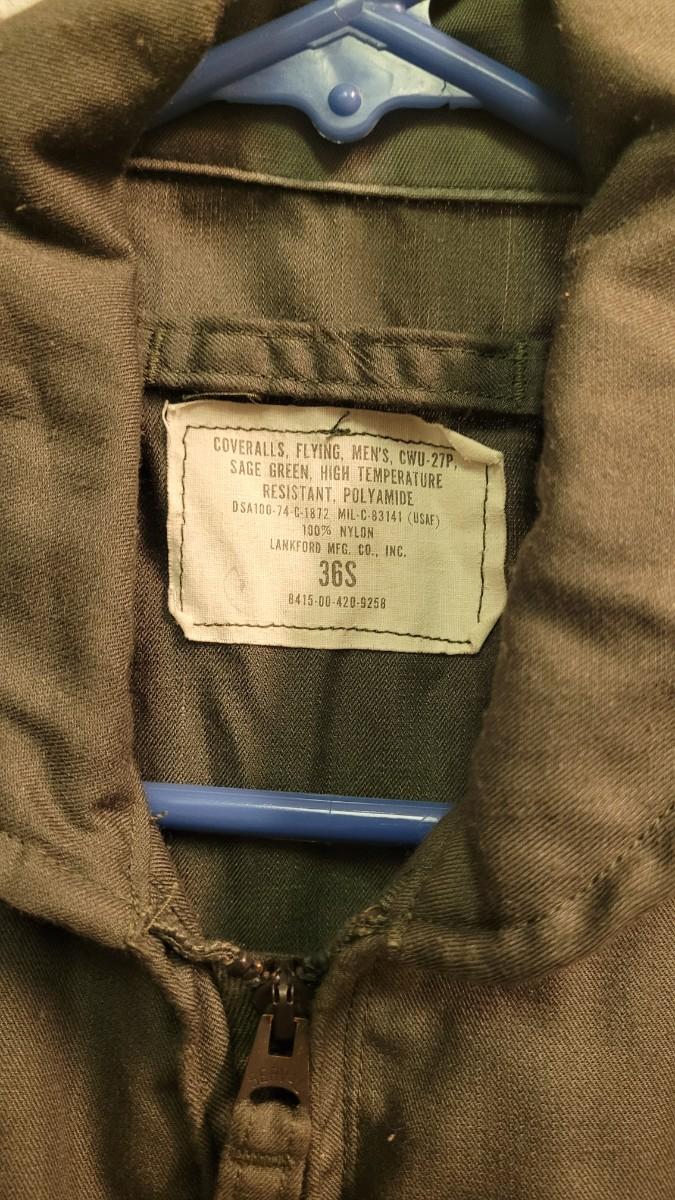 COVERALLS, FLYING, MEN'S, CWU-27P,
SAGE GREEN, HIGH TEMPERATURE
RESISTANT, POLYAMIDE
DSA100-74-C-1872 MIL-C-83141 (USAF)
100% NYLON
LANKFORD MFG. CO., INC.
36S
8415-00-420-9258